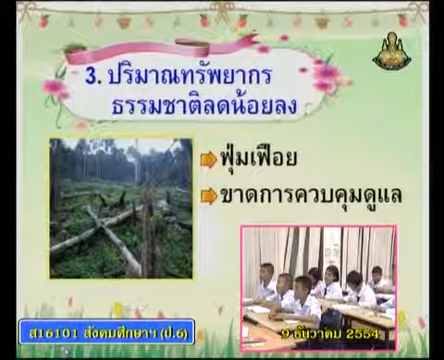 3. ปริมาณทรัพยากร
ธรรมชาติลดน้อยลง
ฟุ่มเฟือย
ขาดการควบคุมดูแล
ส16101 สังคมศึกษาฯ (ป.6)
9 ธันวาคม 2554